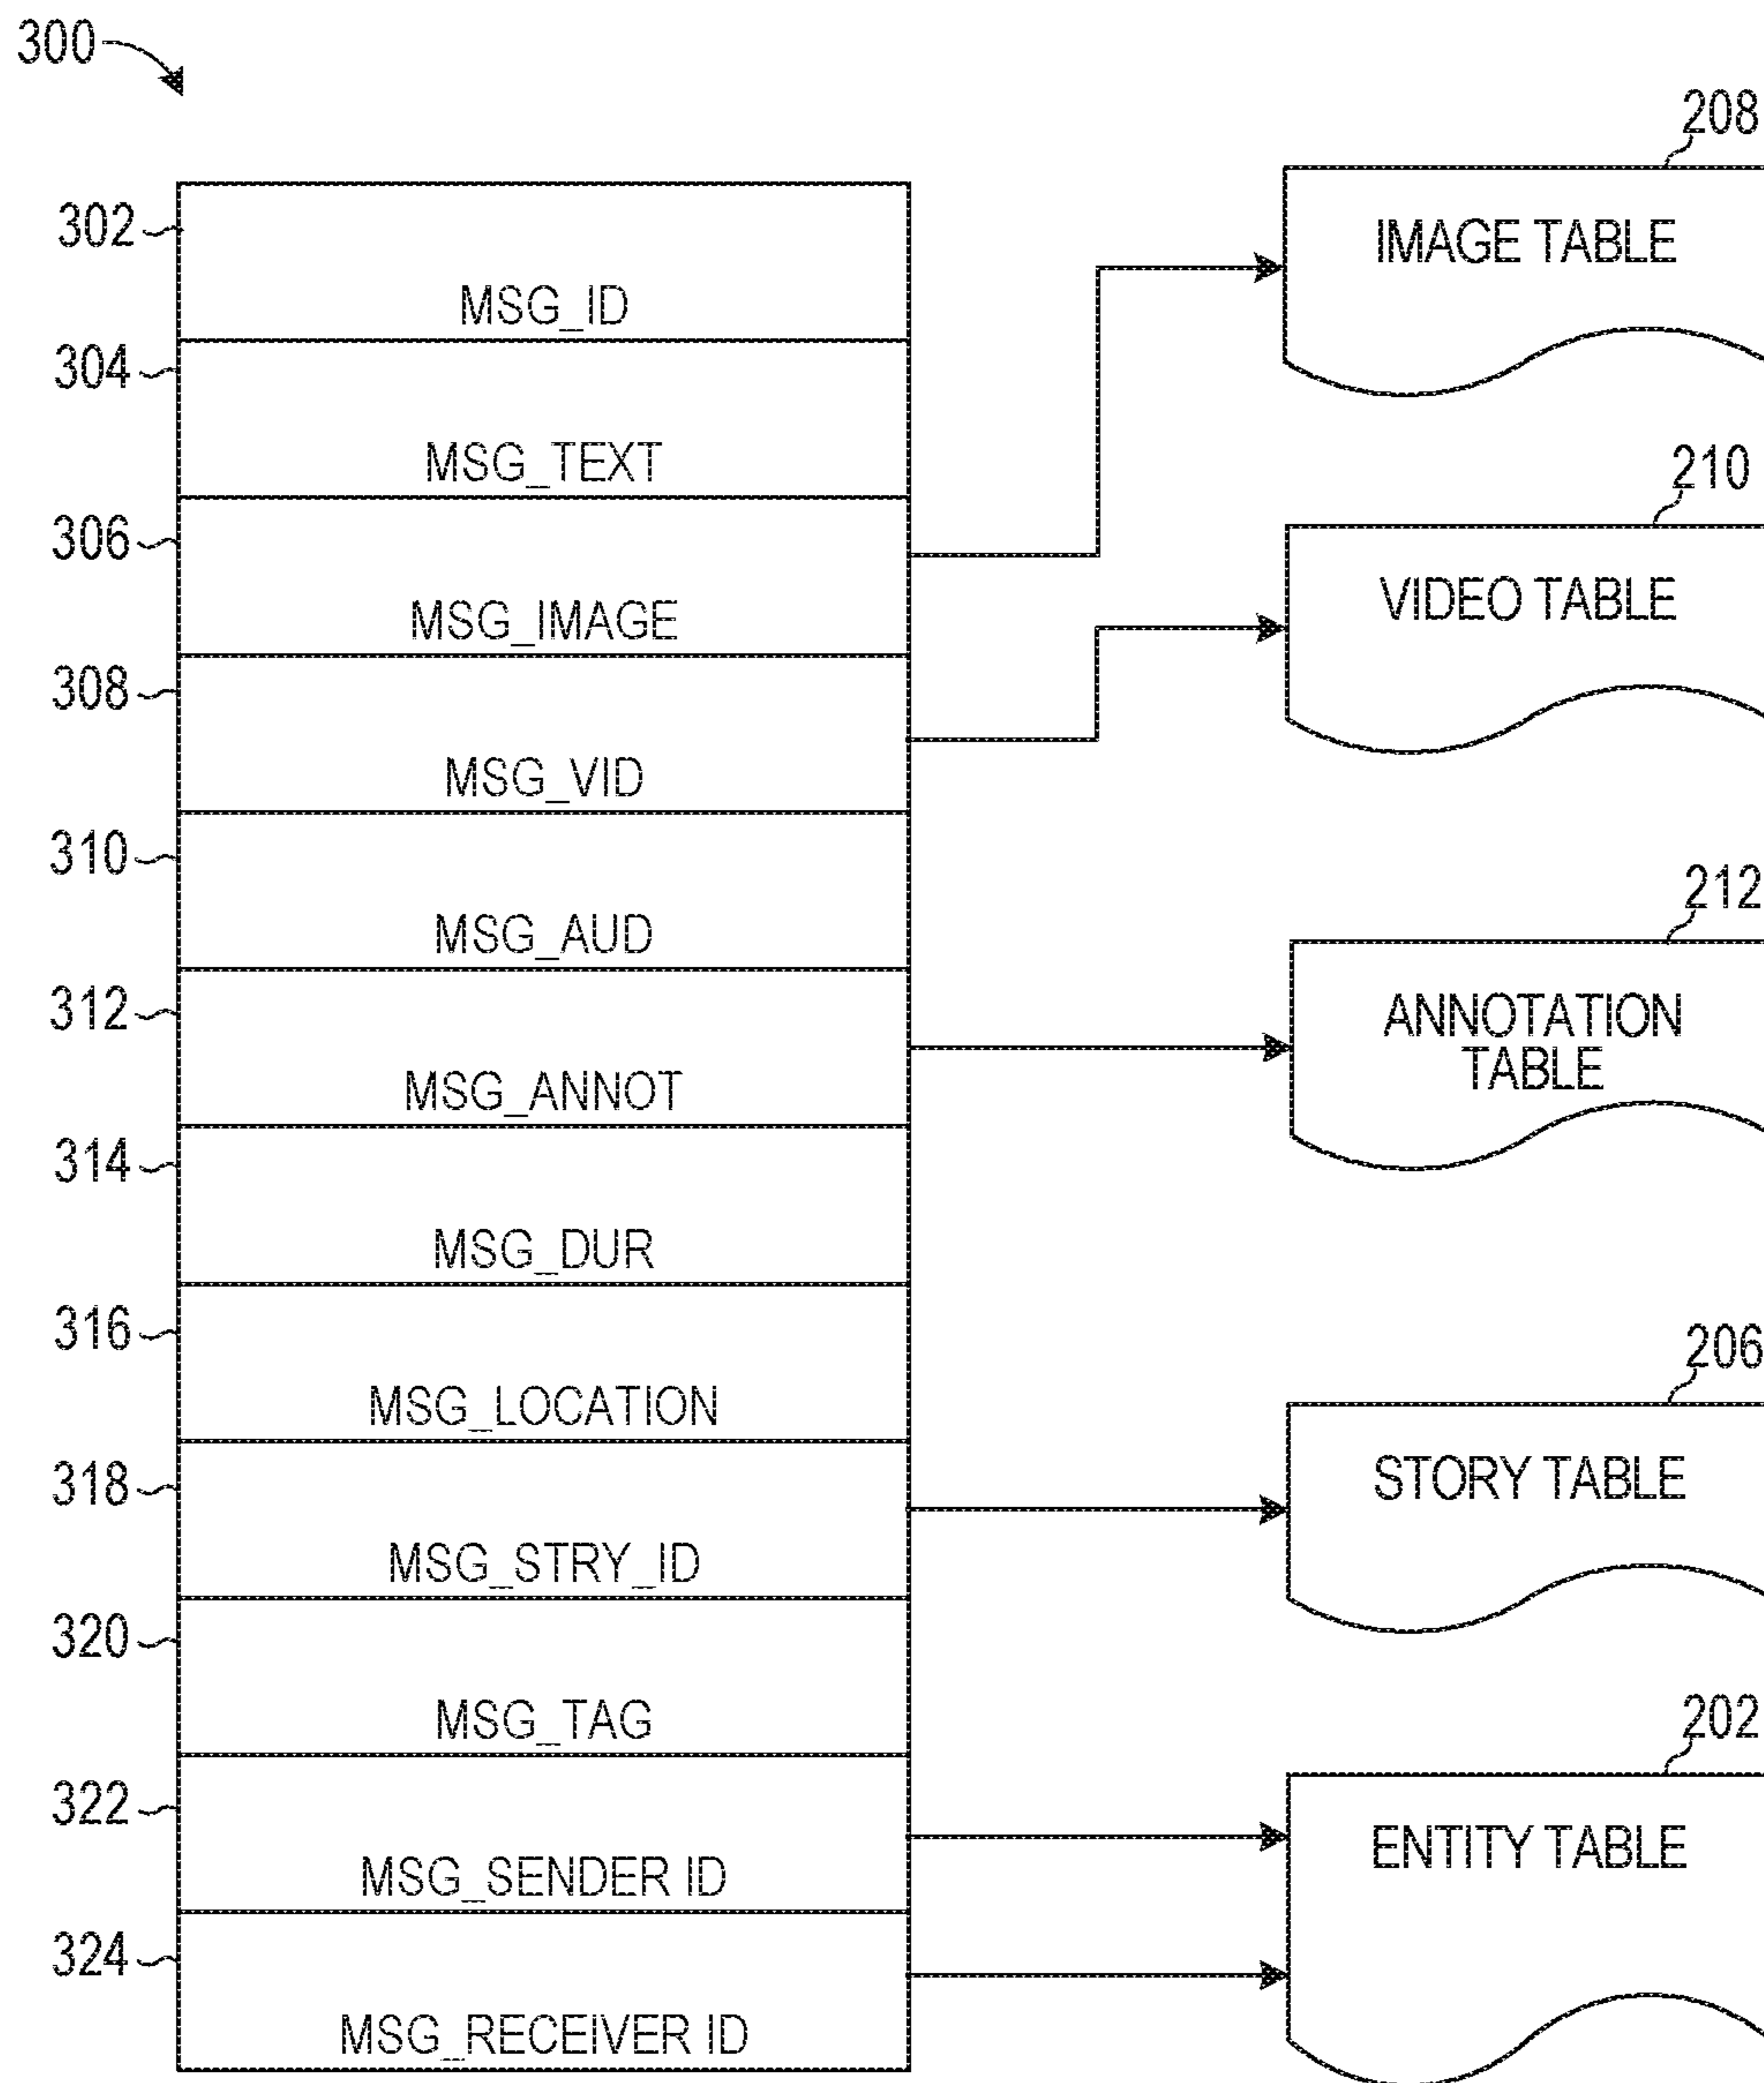 300
302
MSG_ID
304
MSG_TEXT
306
MSG_IMAGE
308
MSG_VID
310
MSG_AUD
312
MSG_ANNOT
314
MSG_DUR
316
MSG_LOCATION
318
MSG_STRY_ID
320
MSG_TAG
322
MSG_SENDER ID
324
MSG_RECEIVER ID
208
IMAGE TABLE
210
VIDEO TABLE
212
ANNOTATION
TABLE
206
STORY TABLE
202
ENTITY TABLE